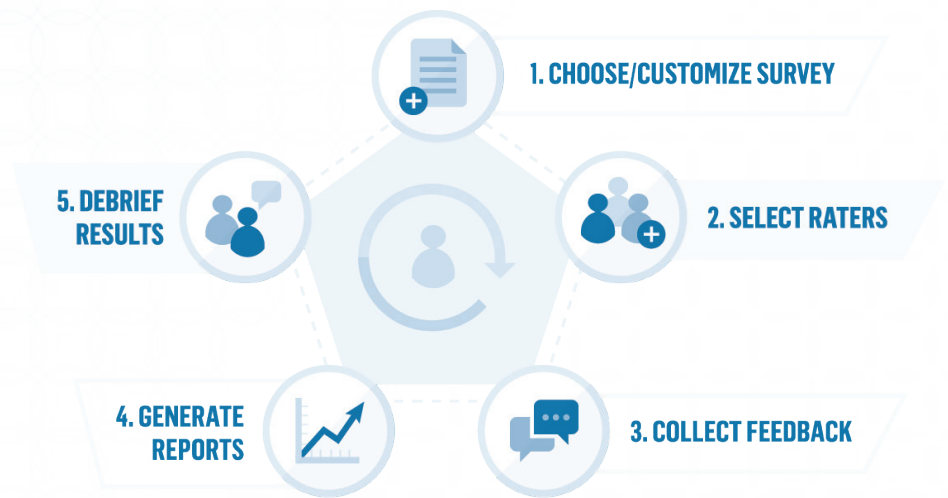 1. CHOOSE/CUSTOMIZE SURVEY
2. SELECT RATERS
3. COLLECT FEEDBACK
4. GENERATE
REPORTS
5. DEBRIEF
RESULTS